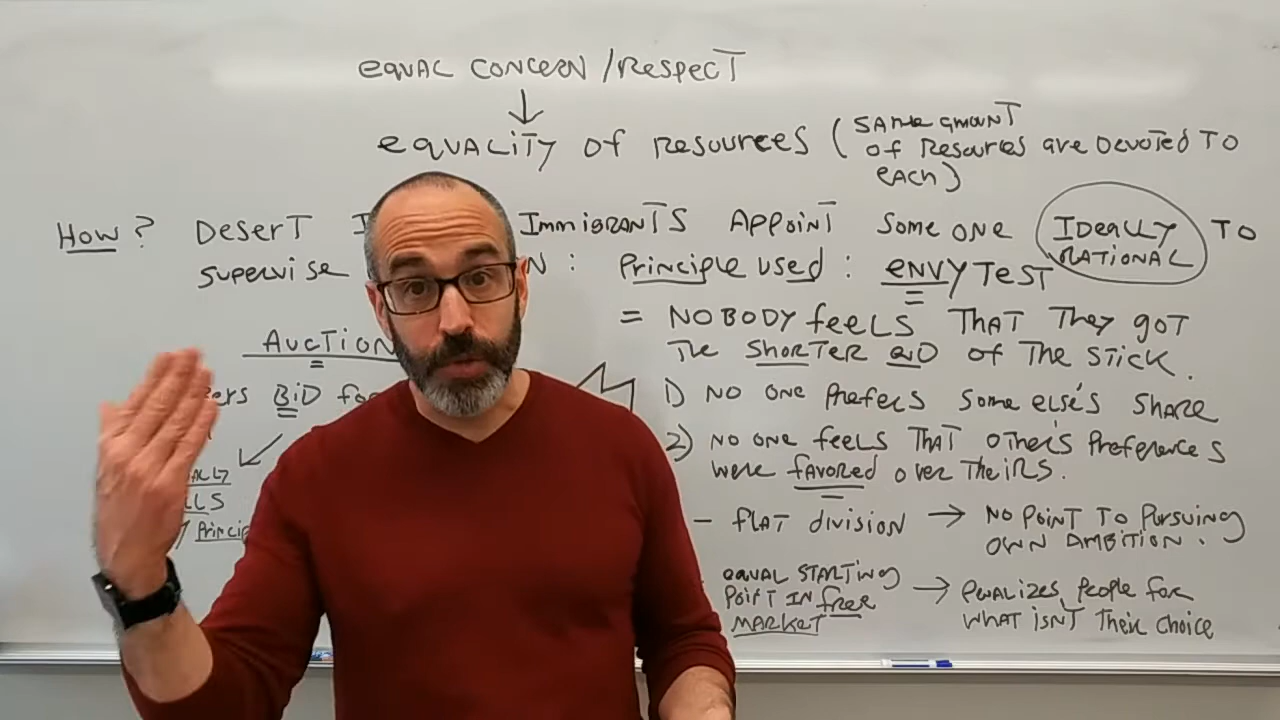 equal concern / respect
equality of resources ( same amount
of resources are devoted to
each)
How? Desert I Immigrants appoint some one ideally to
rational
supervise N : Principle used : envy test
= nobody feels that they got
Auction
the shorter end of the stick.
ers bid fo
1) no one prefers some else's share
2) no one feels that other's preferences
were favored over theirs.
LLS
Princip
- flat division → no point to pursuing
own ambition.
equal starting → penalizes people for
point in free what isn't their choice
market